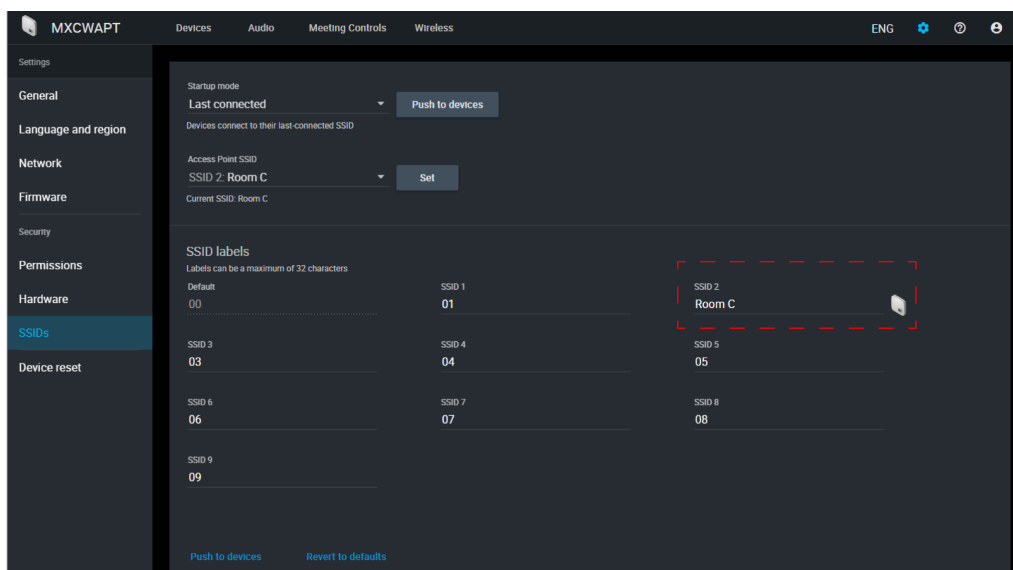 MXCWAPT Devices Audio Meeting Controls Wireless ENG
Settings
General
Language and region
Network
Firmware
Security
Permissions
Hardware
SSIDs
Device reset
Startup mode
Last connected Push to devices
Devices connect to their last-connected SSID
Access Point SSID
SSID 2: Room C Set
Current SSID: Room C
SSID labels
Labels can be a maximum of 32 characters
Default SSID 1 SSID 2
00 01 Room C
SSID 3 SSID 4 SSID 5
03 04 05
SSID 6 SSID 7 SSID 8
06 07 08
SSID 9
09
Push to devices Revert to defaults